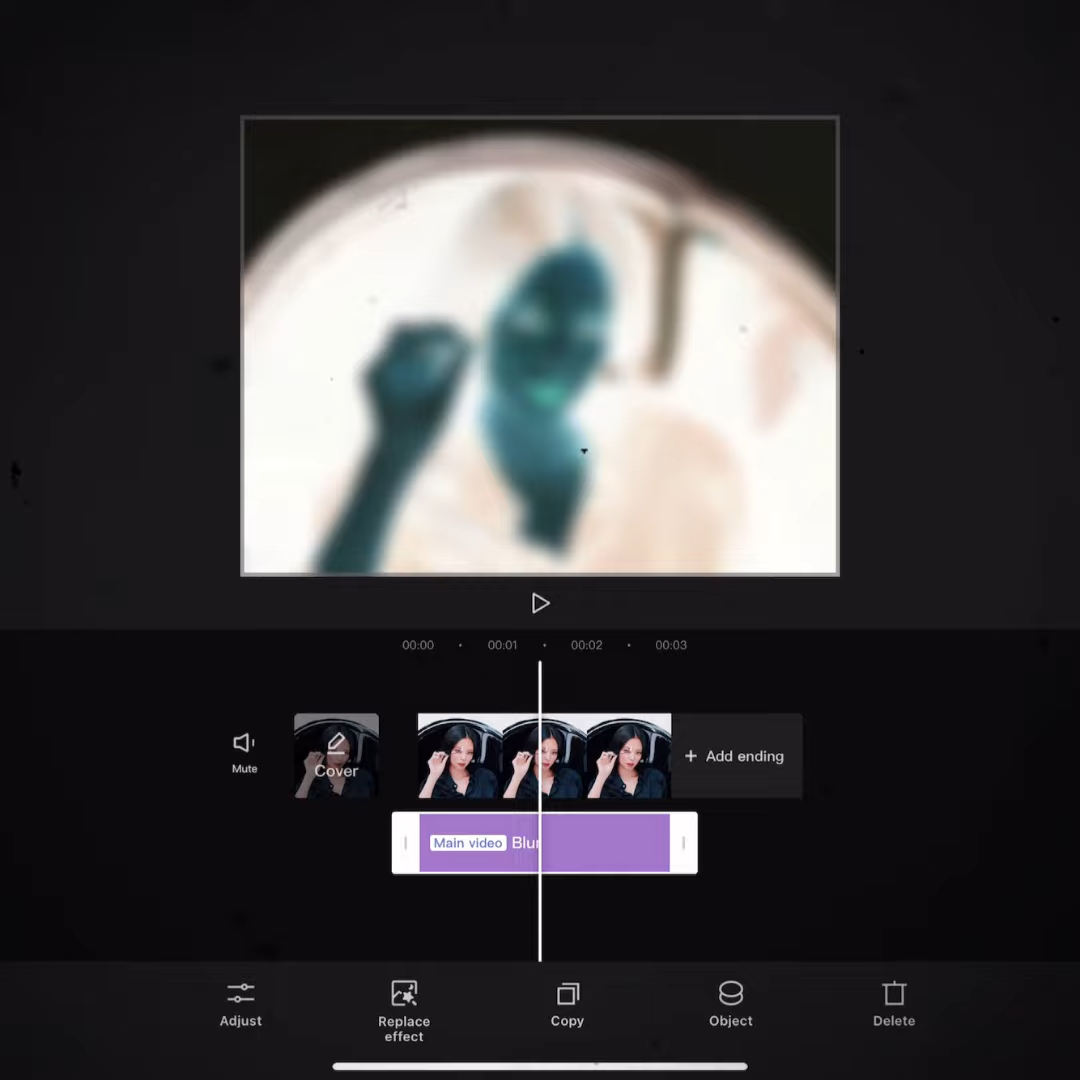 00:00
00:01
00:02
00:03
Mute
Cover
+ Add ending
Main video Blur
Adjust
Replace
effect
Copy
Object
Delete